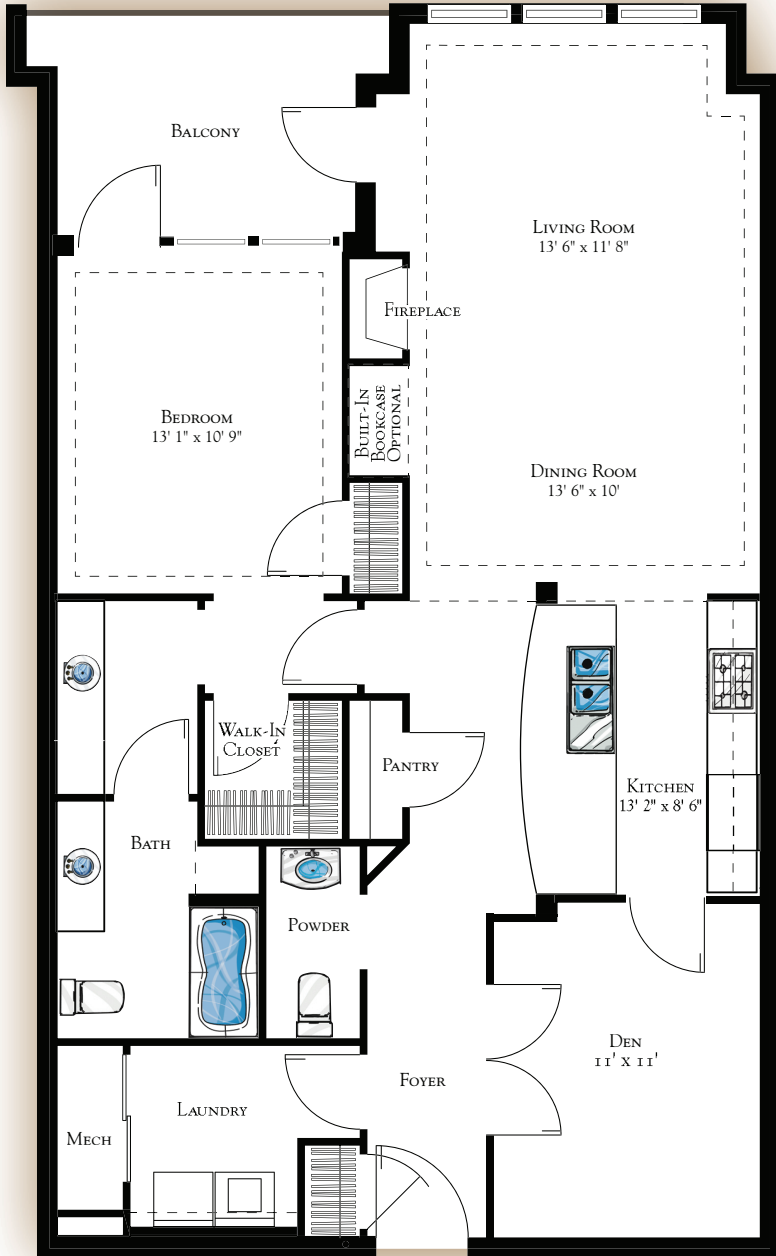 Balcony
Living Room
13' 6" x 11' 8"
Fireplace
Built-In
Bookcase
Optional
Bedroom
13' 1" x 10' 9"
Dining Room
13' 6" x 10'
Walk-In
Closet
Pantry
Kitchen
13' 2" x 8' 6"
Bath
Powder
Den
11' x 11'
Foyer
Laundry
Mech